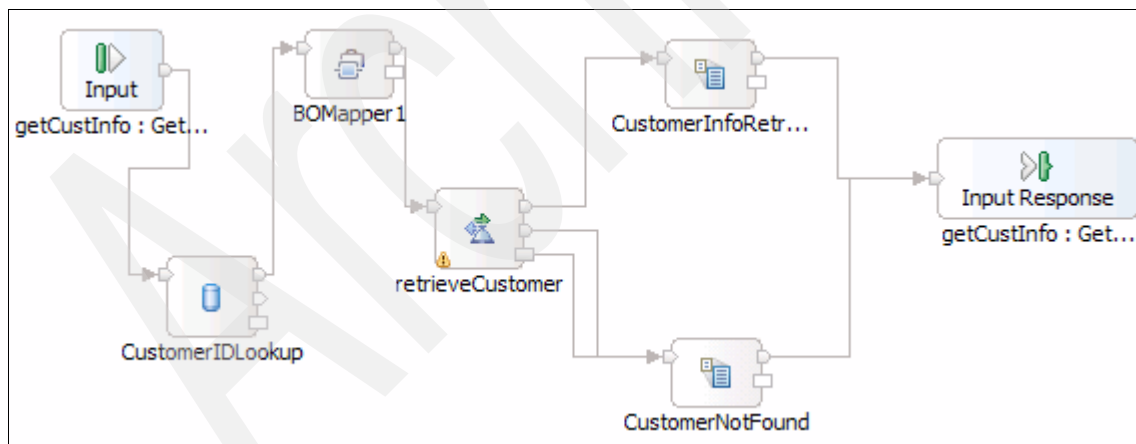 Input
getCustInfo : Get...
BOMapper1
CustomerInfoRetr...
Input Response
getCustInfo : Get...
retrieveCustomer
CustomerIDLookup
CustomerNotFound